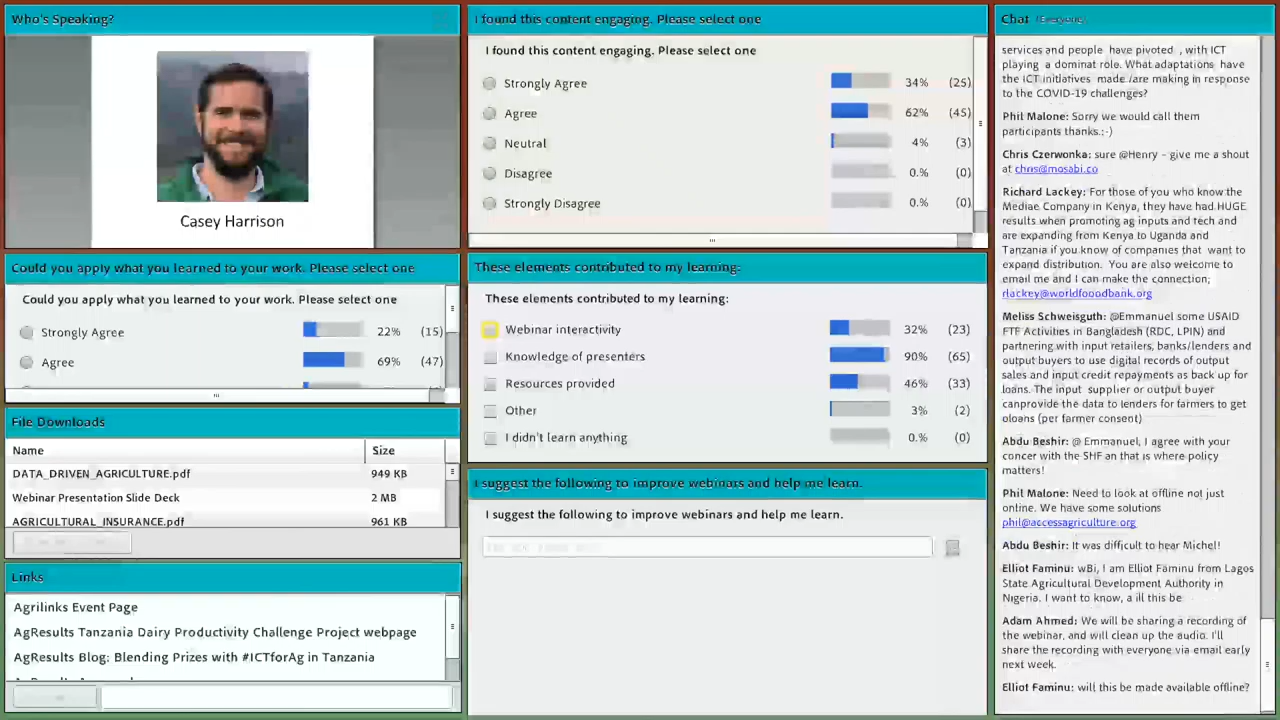 Who's Speaking?
Casey Harrison
Could you apply what you learned to your work. Please select one
Could you apply what you learned to your work. Please select one
Strongly Agree 22% (15)
Agree 69% (47)
File Downloads
Name Size
DATA_DRIVEN_AGRICULTURE.pdf 949 KB
Webinar Presentation Slide Deck 2 MB
AGRICULTURAL_INSURANCE.pdf 961 KB
Links
Agrilinks Event Page
AgResults Tanzania Dairy Productivity Challenge Project webpage
AgResults Blog: Blending Prizes with #ICTforAg in Tanzania
I found this content engaging. Please select one
I found this content engaging. Please select one
Strongly Agree 34% (25)
Agree 62% (45)
Neutral 4% (3)
Disagree 0.% (0)
Strongly Disagree 0.% (0)
These elements contributed to my learning:
These elements contributed to my learning:
Webinar interactivity 32% (23)
Knowledge of presenters 90% (65)
Resources provided 46% (33)
Other 3% (2)
I didn't learn anything 0.% (0)
I suggest the following to improve webinars and help me learn.
I suggest the following to improve webinars and help me learn.
Chat (Everyone)
services and people have pivoted , with ICT
playing a dominat role. What adaptations have
the ICT initiatives made /are making in response
to the COVID-19 challenges?
Phil Malone: Sorry we would call them
participants thanks.:-)
Chris Czerwonka: sure @Henry - give me a shout
at chris@mosabi.co
Richard Lackey: For those of you who know the
Mediae Company in Kenya, they have had HUGE
results when promoting ag inputs and tech and
are expanding from Kenya to Uganda and
Tanzania if you know of companies that want to
expand distribution. You are also welcome to
email me and I can make the connection;
rlackey@worldfooodbank.org
Meliss Schweisguth: @Emmanuel some USAID
FTF Activities in Bangladesh (RDC, LPIN) and
partnering with input retailers, banks/lenders and
output buyers to use digital records of output
sales and input credit repayments as back up for
loans. The input supplier or output buyer
canprovide the data to lenders for farmers to get
oloans (per farmer consent)
Abdu Beshir: @ Emmanuel, I agree with your
concer with the SHF an that is where policy
matters!
Phil Malone: Need to look at offline not just
online. We have some solutions
phil@accessagriculture.org
Abdu Beshir: It was difficult to hear Michel!
Elliot Faminu: wBi, I am Elliot Faminu from Lagos
State Agricultural Development Authority in
Nigeria. I want to know, a ill this be
Adam Ahmed: We will be sharing a recording of
the webinar, and will clean up the audio. I'll
share the recording with everyone via email early
next week.
Elliot Faminu: will this be made available offline?